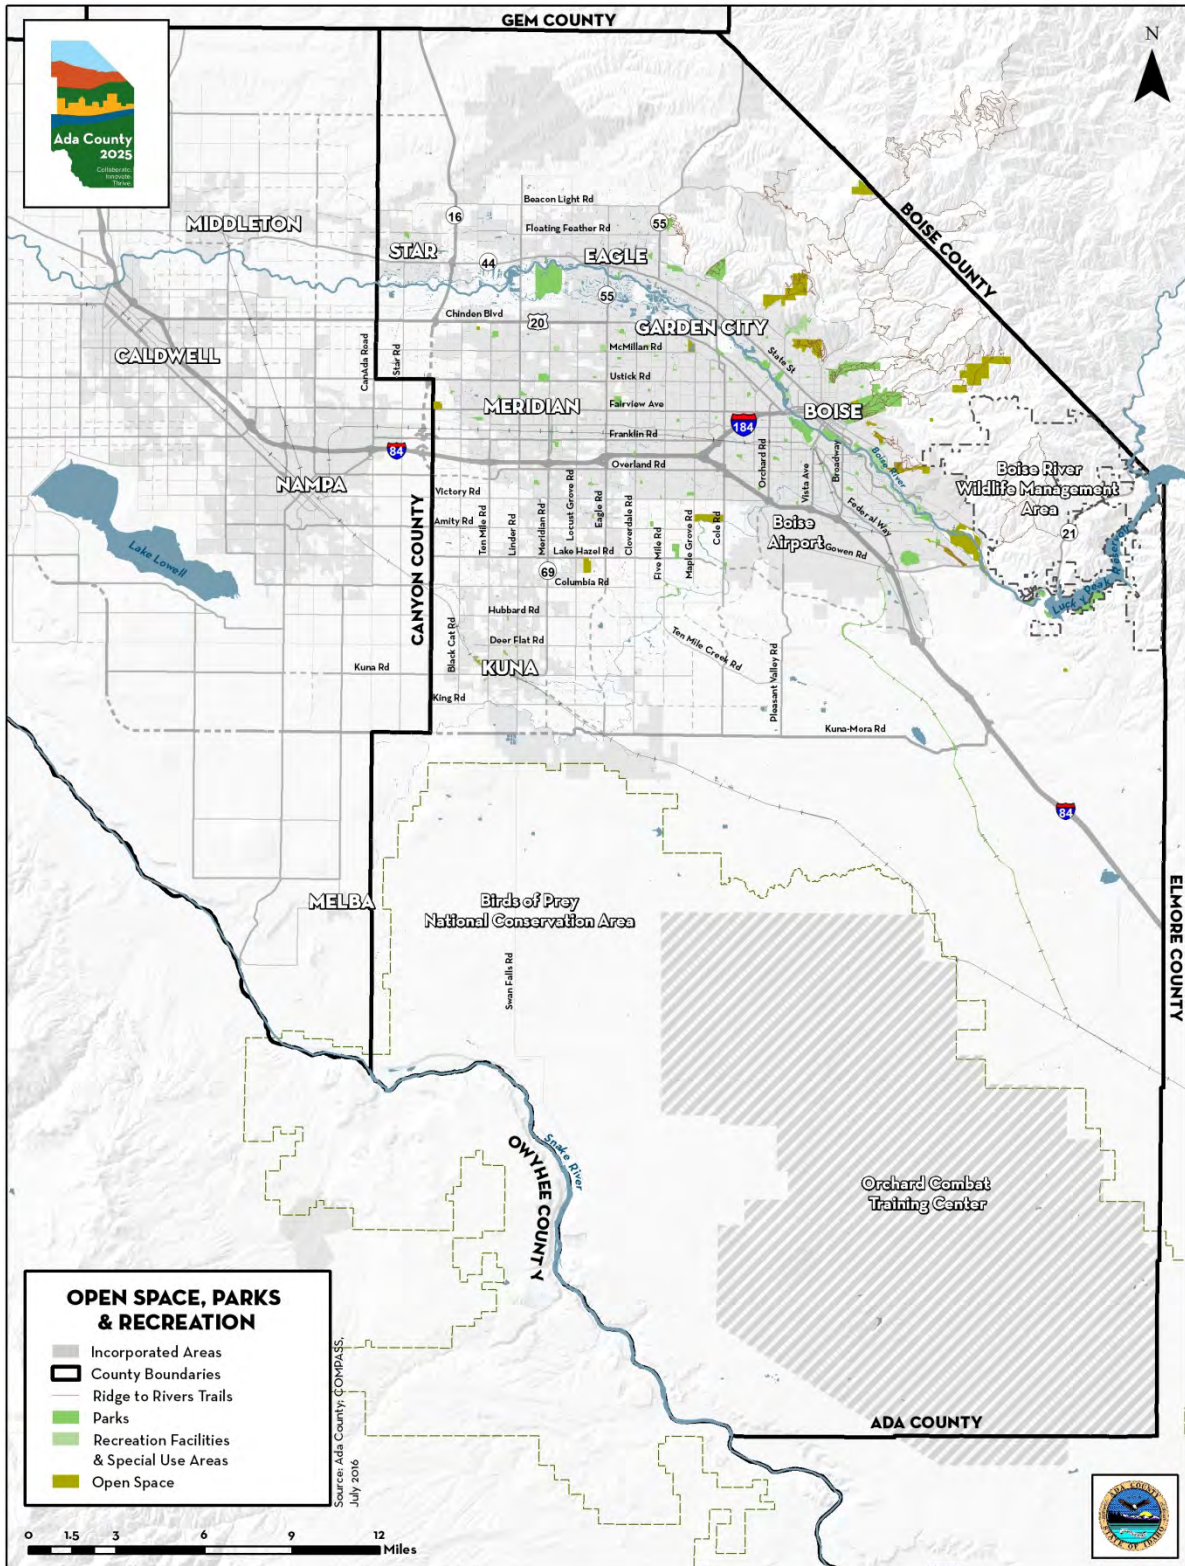 GEM COUNTY
N
Ada County
2025
Collaborate.
Innovate.
Thrive.
BOISE COUNTY
MIDDLETON
STAR
16
Beacon Light Rd
Floating Feather Rd
55
EAGLE
44
55
Chinden Blvd
20
GARDEN CITY
McMillan Rd
State St
CALDWELL
CanAda Road
Star Rd
Ustick Rd
MERIDIAN
Fairview Ave
BOISE
184
Franklin Rd
84
Overland Rd
Orchard Rd
Vista Ave
Broadway
Boise River
Boise River
Wildlife Management
Area
NAMPA
Victory Rd
Amity Rd
Ten Mile Rd
Linder Rd
Meridian Rd
Locust Grove Rd
Eagle Rd
Cloverdale Rd
Five Mile Rd
Maple Grove Rd
Cole Rd
Federal Way
Boise
Airport
Gowen Rd
21
Lake Hazel Rd
69
Columbia Rd
Lake Lowell
CANYON COUNTY
Lucky Peak Reservoir
Hubbard Rd
Black Cat Rd
Deer Flat Rd
Ten Mile Creek Rd
Pleasant Valley Rd
Kuna Rd
KUNA
King Rd
Kuna-Mora Rd
84
MELBA
Birds of Prey
National Conservation Area
ELMORE COUNTY
Swan Falls Rd
Snake River
OWYHEE COUNTY
Orchard Combat
Training Center
ADA COUNTY
OPEN SPACE, PARKS
& RECREATION
Incorporated Areas
County Boundaries
Ridge to Rivers Trails
Parks
Recreation Facilities
& Special Use Areas
Open Space
Source: Ada County; COMPASS,
July 2016
0 1.5 3 6 9 12
Miles
ADA COUNTY
STATE OF IDAHO